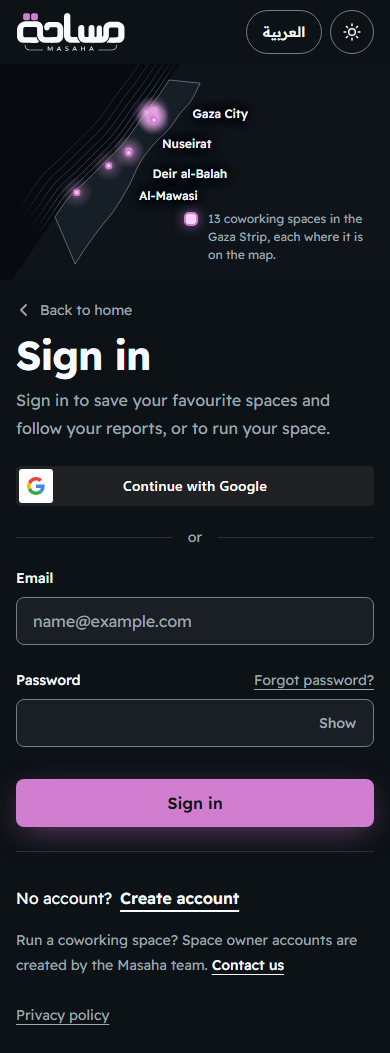 مساحة
MASAHA
العربية
Gaza City
Nuseirat
Deir al-Balah
Al-Mawasi
13 coworking spaces in the
Gaza Strip, each where it is
on the map.
Back to home
Sign in
Sign in to save your favourite spaces and
follow your reports, or to run your space.
Continue with Google
or
Email
name@example.com
Password
Forgot password?
Show
Sign in
No account? Create account
Run a coworking space? Space owner accounts are
created by the Masaha team. Contact us
Privacy policy